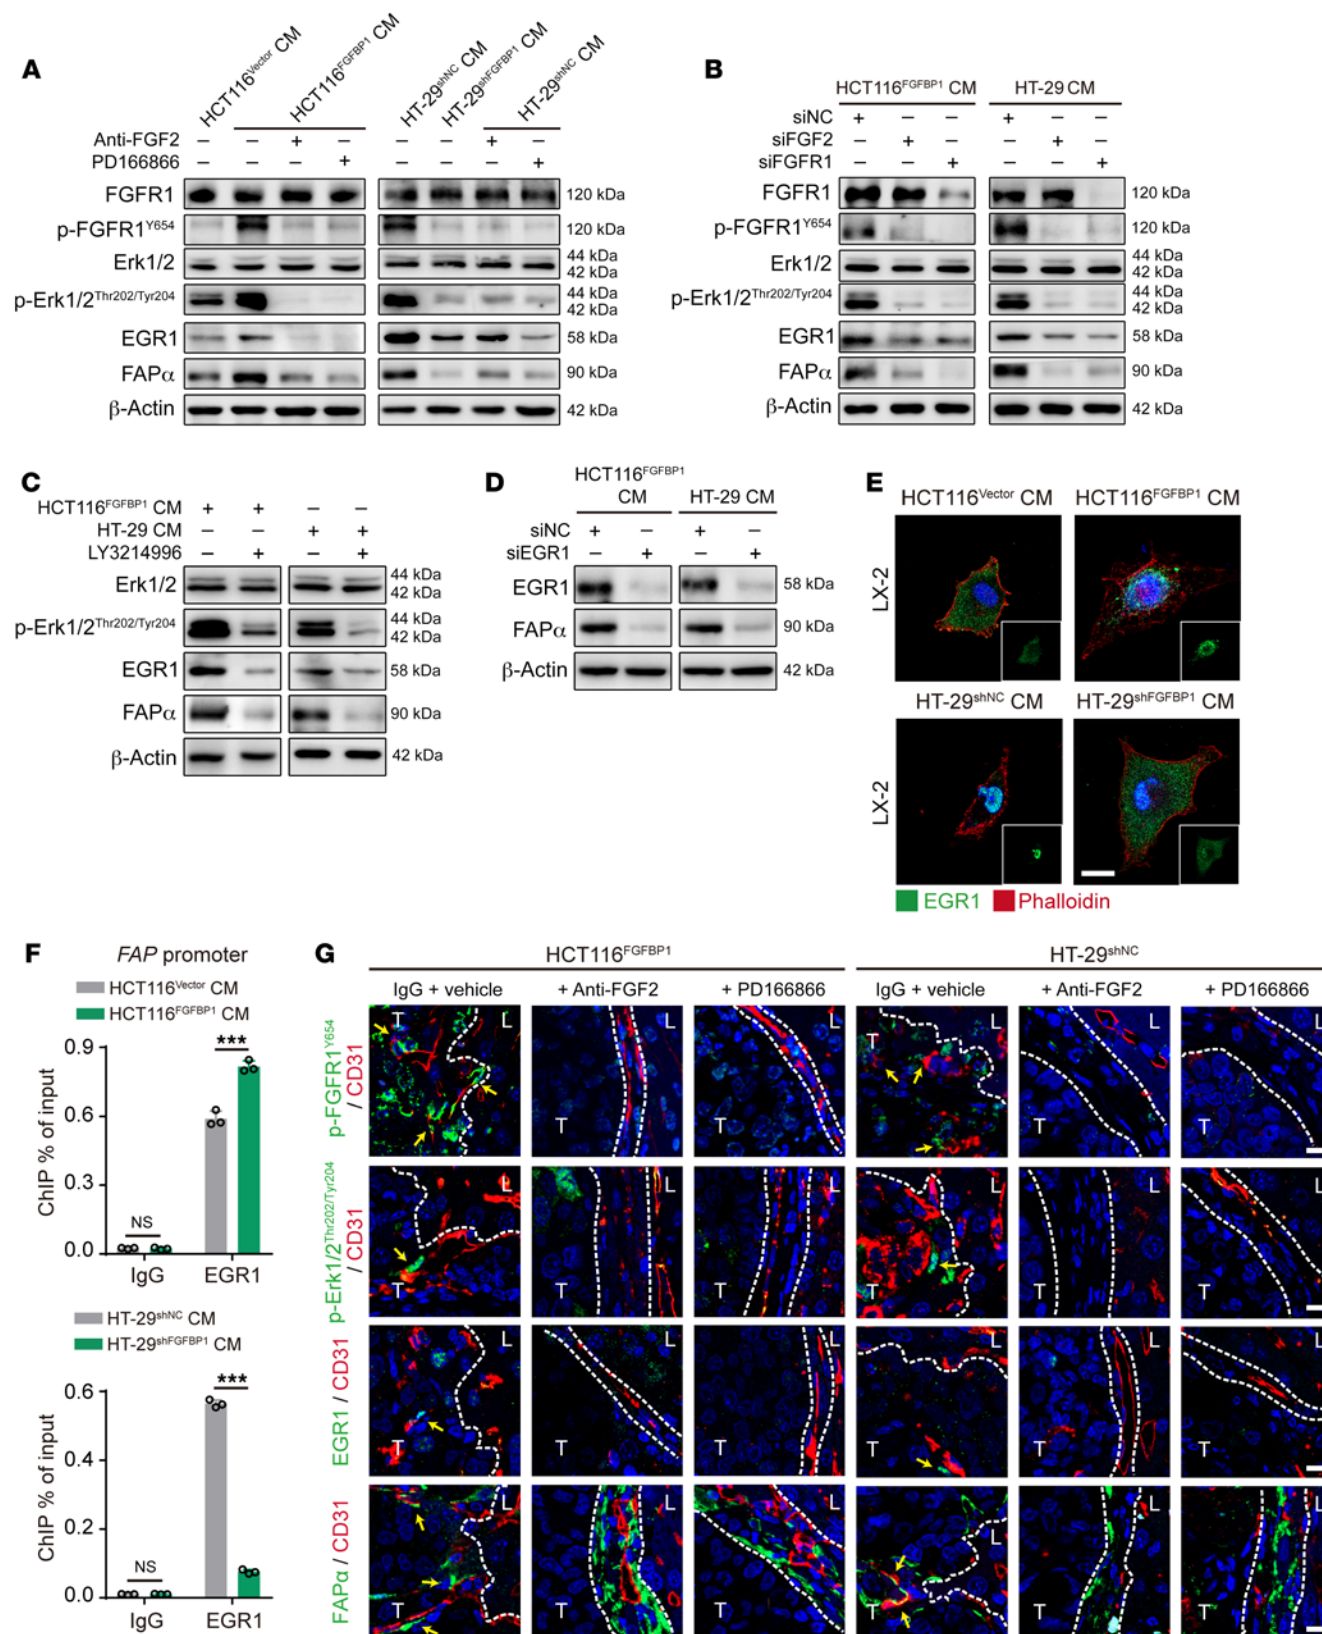 A
HCT116Vector CM
HCT116FGFBP1 CM
HT-29shNC CM
HT-29shFGFBP1 CM
HT-29shNC CM
Anti-FGF2 – – + – – – + –
PD166866 – – – + – – – +
FGFR1 120 kDa
p-FGFR1Y654 120 kDa
Erk1/2 44 kDa
42 kDa
p-Erk1/2Thr202/Tyr204 44 kDa
42 kDa
EGR1 58 kDa
FAPα 90 kDa
β-Actin 42 kDa
B
HCT116FGFBP1 CM HT-29 CM
siNC + – – + – –
siFGF2 – + – – + –
siFGFR1 – – + – – +
FGFR1 120 kDa
p-FGFR1Y654 120 kDa
Erk1/2 44 kDa
42 kDa
p-Erk1/2Thr202/Tyr204 44 kDa
42 kDa
EGR1 58 kDa
FAPα 90 kDa
β-Actin 42 kDa
C
HCT116FGFBP1 CM + + – –
HT-29 CM – – + +
LY3214996 – + – +
Erk1/2 44 kDa
42 kDa
p-Erk1/2Thr202/Tyr204 44 kDa
42 kDa
EGR1 58 kDa
FAPα 90 kDa
β-Actin 42 kDa
D
HCT116FGFBP1
CM HT-29 CM
siNC + – + –
siEGR1 – + – +
EGR1 58 kDa
FAPα 90 kDa
β-Actin 42 kDa
E
HCT116Vector CM HCT116FGFBP1 CM
LX-2
HT-29shNC CM HT-29shFGFBP1 CM
LX-2
EGR1 Phalloidin
F
FAP promoter
HCT116Vector CM
HCT116FGFBP1 CM
ChIP % of input
0.9
0.6
0.3
0.0
NS
***
IgG EGR1
HT-29shNC CM
HT-29shFGFBP1 CM
ChIP % of input
0.6
0.4
0.2
0.0
NS
***
IgG EGR1
G
HCT116FGFBP1 HT-29shNC
IgG + vehicle + Anti-FGF2 + PD166866 IgG + vehicle + Anti-FGF2 + PD166866
p-FGFR1Y654
/ CD31
T L T L T L T L T L T L
p-Erk1/2Thr202/Tyr204
/ CD31
T L T L T L T L T L T L
EGR1 / CD31
T L T L T L T L T L T L
FAPα / CD31
T L T L T L T L T L T L